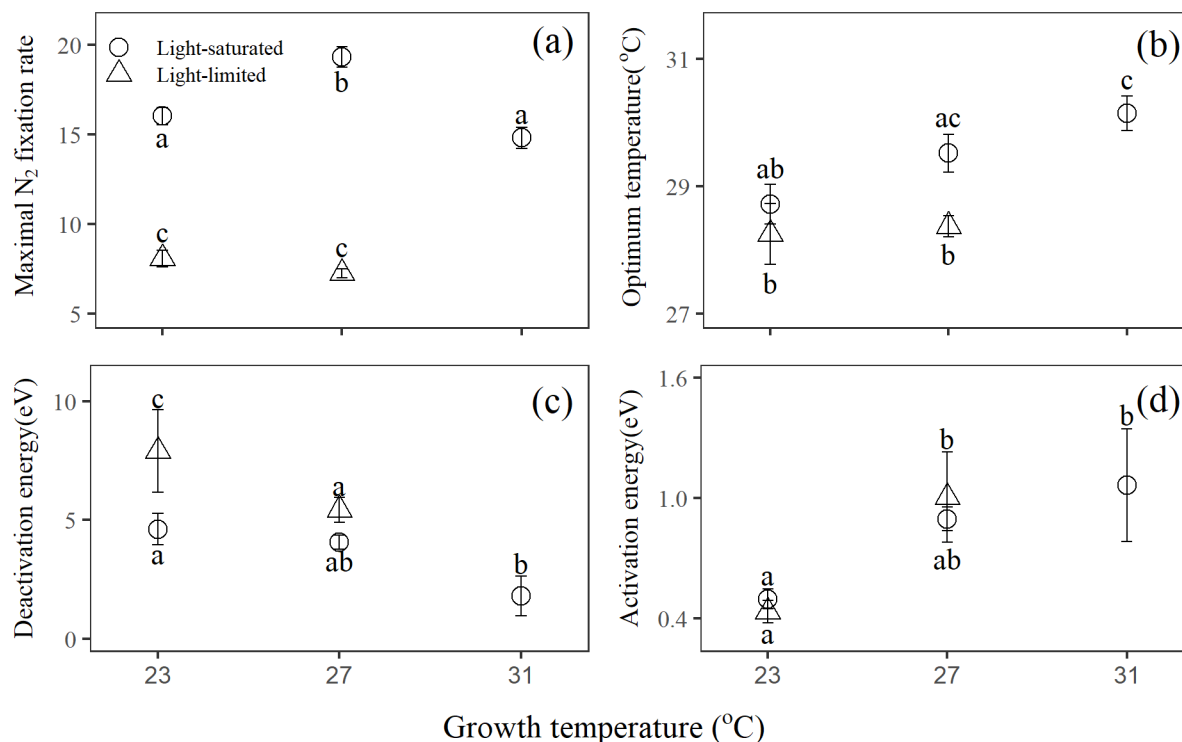 Maximal N₂ fixation rate
20
15
10
5
Light-saturated
Light-limited
(a)
a
b
a
c
c
Optimum temperature(°C)
31
29
27
(b)
ab
ac
c
b
b
Deactivation energy(eV)
10
5
0
(c)
c
a
a
ab
b
23
27
31
Activation energy(eV)
1.6
1.0
0.4
(d)
a
a
b
ab
b
23
27
31
Growth temperature (°C)